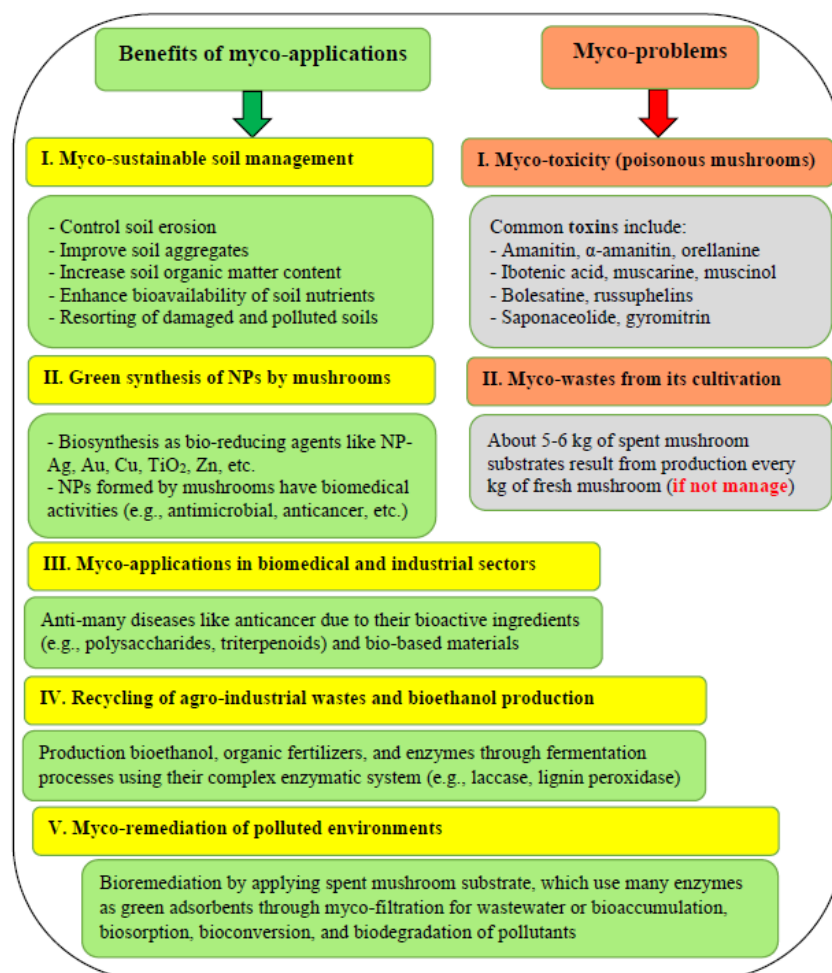 Benefits of myco-applications
I. Myco-sustainable soil management
- Control soil erosion
- Improve soil aggregates
- Increase soil organic matter content
- Enhance bioavailability of soil nutrients
- Resorting of damaged and polluted soils
II. Green synthesis of NPs by mushrooms
- Biosynthesis as bio-reducing agents like NP-
Ag, Au, Cu, TiO₂, Zn, etc.
- NPs formed by mushrooms have biomedical
activities (e.g., antimicrobial, anticancer, etc.)
Myco-problems
I. Myco-toxicity (poisonous mushrooms)
Common toxins include:
- Amanitin, α-amanitin, orellanine
- Ibotenic acid, muscarine, muscinol
- Bolesatine, russuphelins
- Saponaceolide, gyromitrin
II. Myco-wastes from its cultivation
About 5-6 kg of spent mushroom
substrates result from production every
kg of fresh mushroom (if not manage)
III. Myco-applications in biomedical and industrial sectors
Anti-many diseases like anticancer due to their bioactive ingredients
(e.g., polysaccharides, triterpenoids) and bio-based materials
IV. Recycling of agro-industrial wastes and bioethanol production
Production bioethanol, organic fertilizers, and enzymes through fermentation
processes using their complex enzymatic system (e.g., laccase, lignin peroxidase)
V. Myco-remediation of polluted environments
Bioremediation by applying spent mushroom substrate, which use many enzymes
as green adsorbents through myco-filtration for wastewater or bioaccumulation,
biosorption, bioconversion, and biodegradation of pollutants